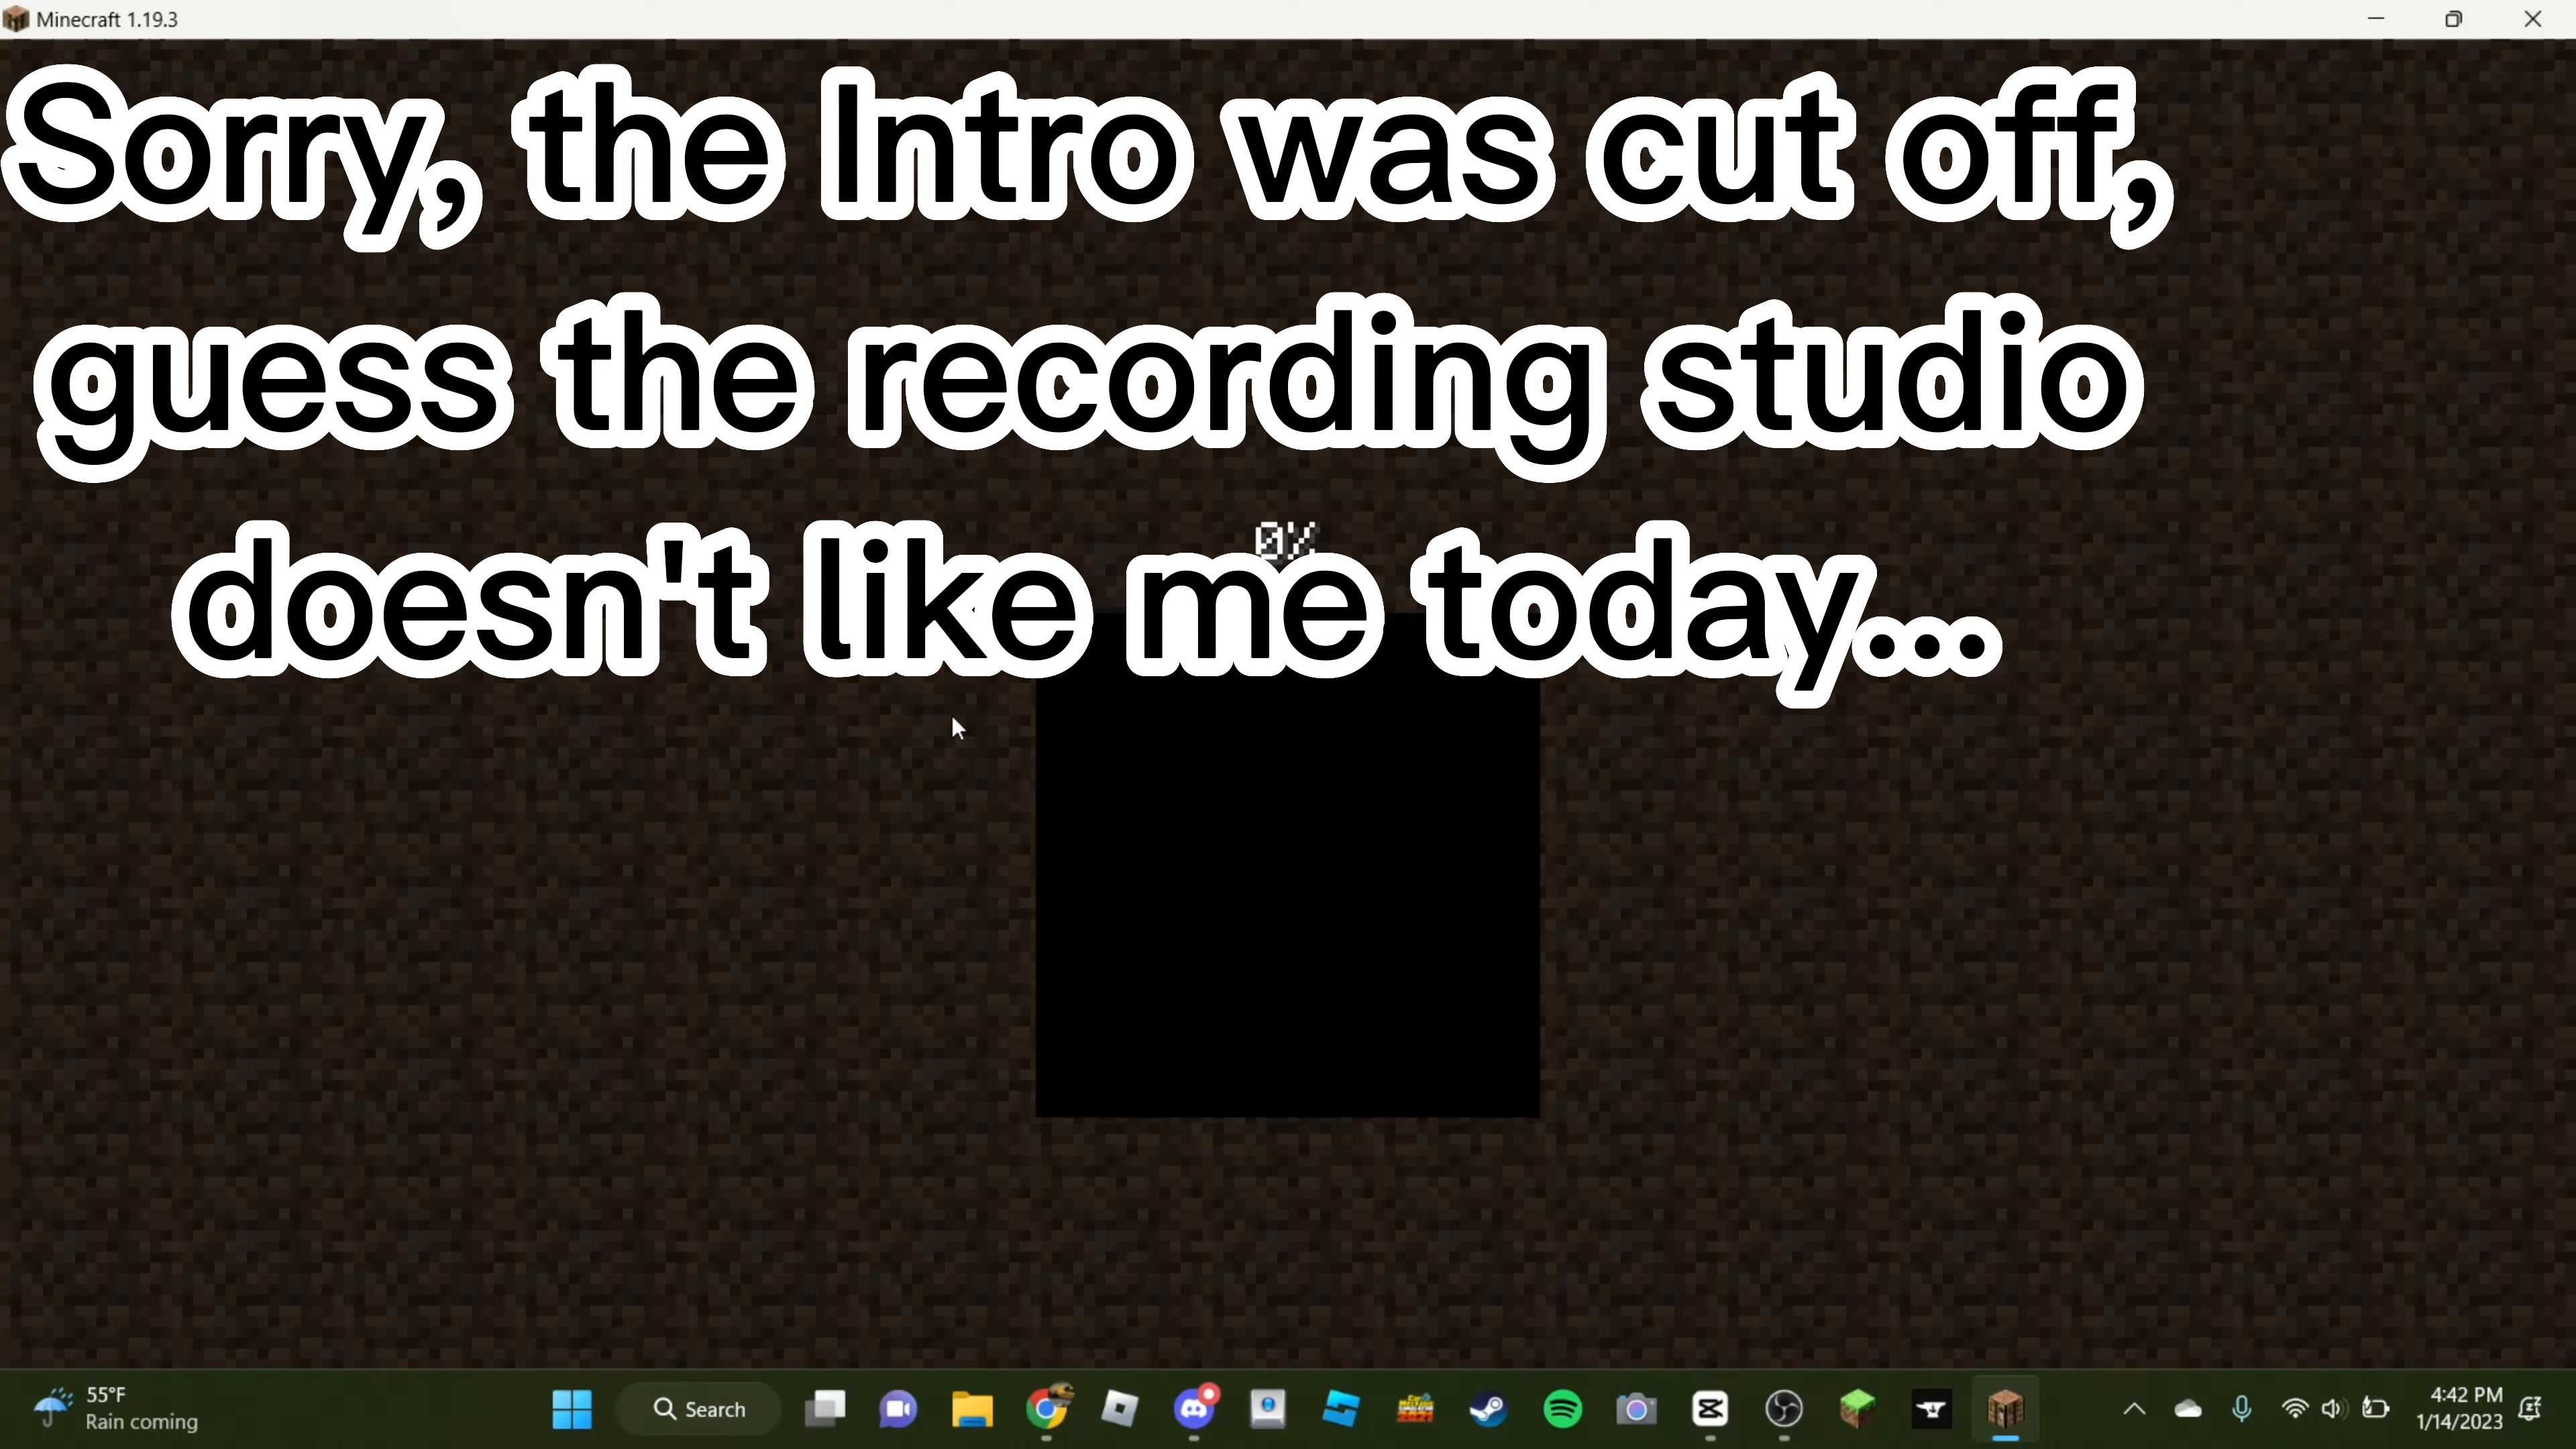 Minecraft 1.19.3
Sorry, the Intro was cut off,
guess the recording studio
0%
doesn't like me today...
55°F
Rain coming
Search
4:42 PM
1/14/2023